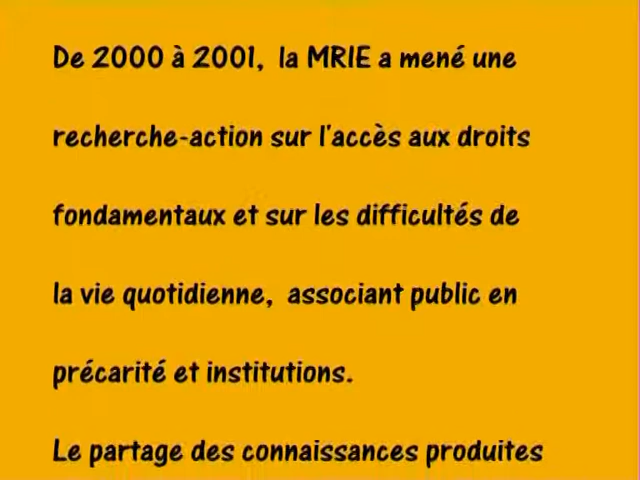 De 2000 à 2001, la MRIE a mené une
recherche-action sur l'accès aux droits
fondamentaux et sur les difficultés de
la vie quotidienne, associant public en
précarité et institutions.
Le partage des connaissances produites